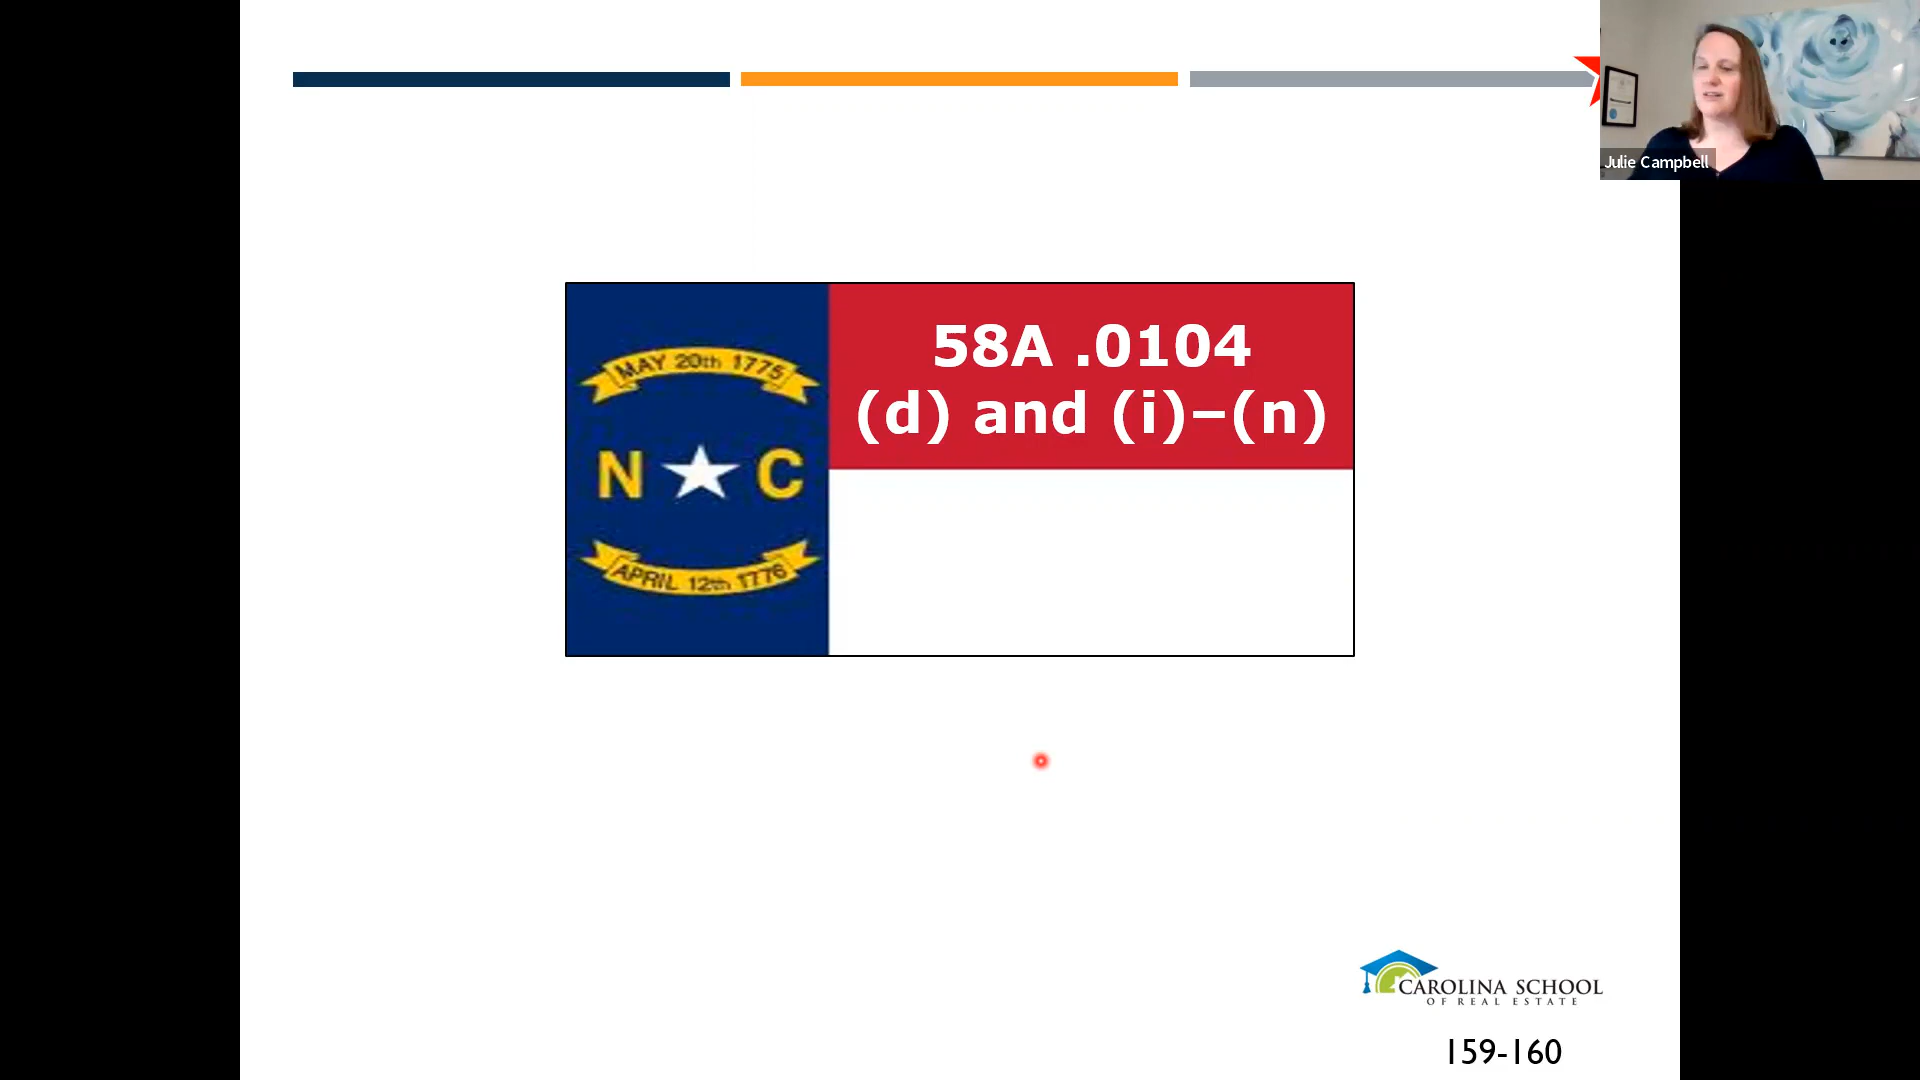 Julie Campbell
58A .0104
(d) and (i)–(n)
MAY 20th 1775
N C
APRIL 12th 1776
CAROLINA SCHOOL
OF REAL ESTATE
159-160